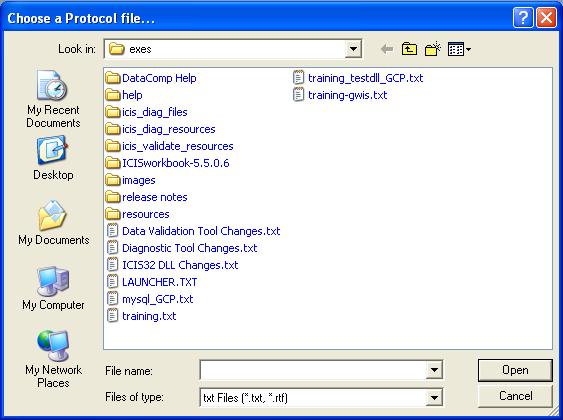 Choose a Protocol file...
Look in: exes
My Recent
Documents
Desktop
My Documents
My Computer
My Network
Places
DataComp Help
help
icis_diag_files
icis_diag_resources
icis_validate_resources
ICISworkbook-5.5.0.6
images
release notes
resources
Data Validation Tool Changes.txt
Diagnostic Tool Changes.txt
ICIS32 DLL Changes.txt
LAUNCHER.TXT
mysql_GCP.txt
training.txt
training_testdll_GCP.txt
training-gwis.txt
File name: Open
Files of type: txt Files (*.txt, *.rtf) Cancel